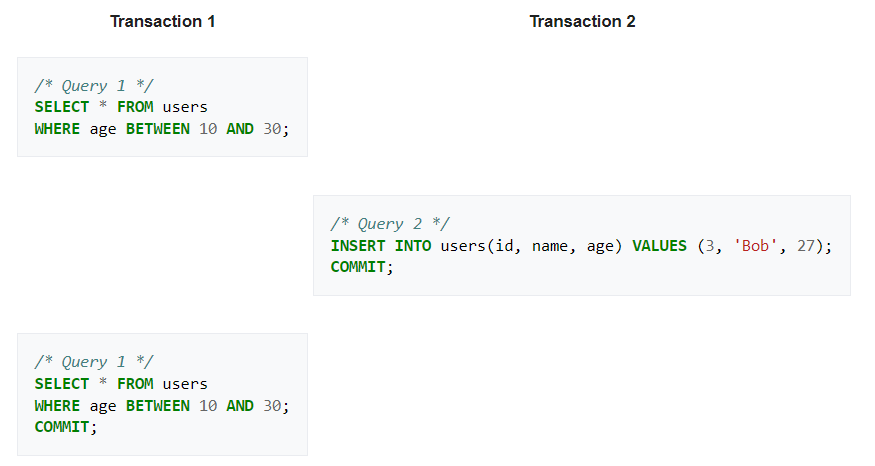 Transaction 1
Transaction 2
/* Query 1 */
SELECT * FROM users
WHERE age BETWEEN 10 AND 30;
/* Query 2 */
INSERT INTO users(id, name, age) VALUES (3, 'Bob', 27);
COMMIT;
/* Query 1 */
SELECT * FROM users
WHERE age BETWEEN 10 AND 30;
COMMIT;